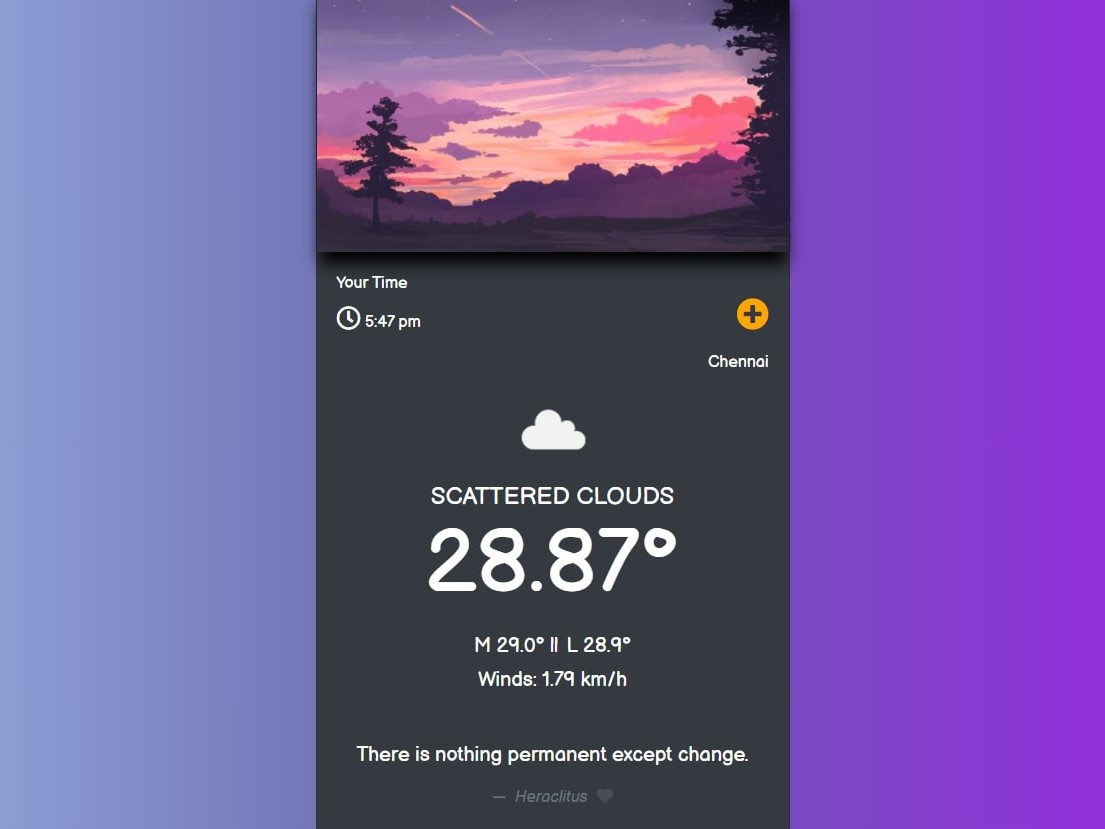 Your Time
5:47 pm
Chennai
SCATTERED CLOUDS
28.87°
M 29.0° || L 28.9°
Winds: 1.79 km/h
There is nothing permanent except change.
— Heraclitus